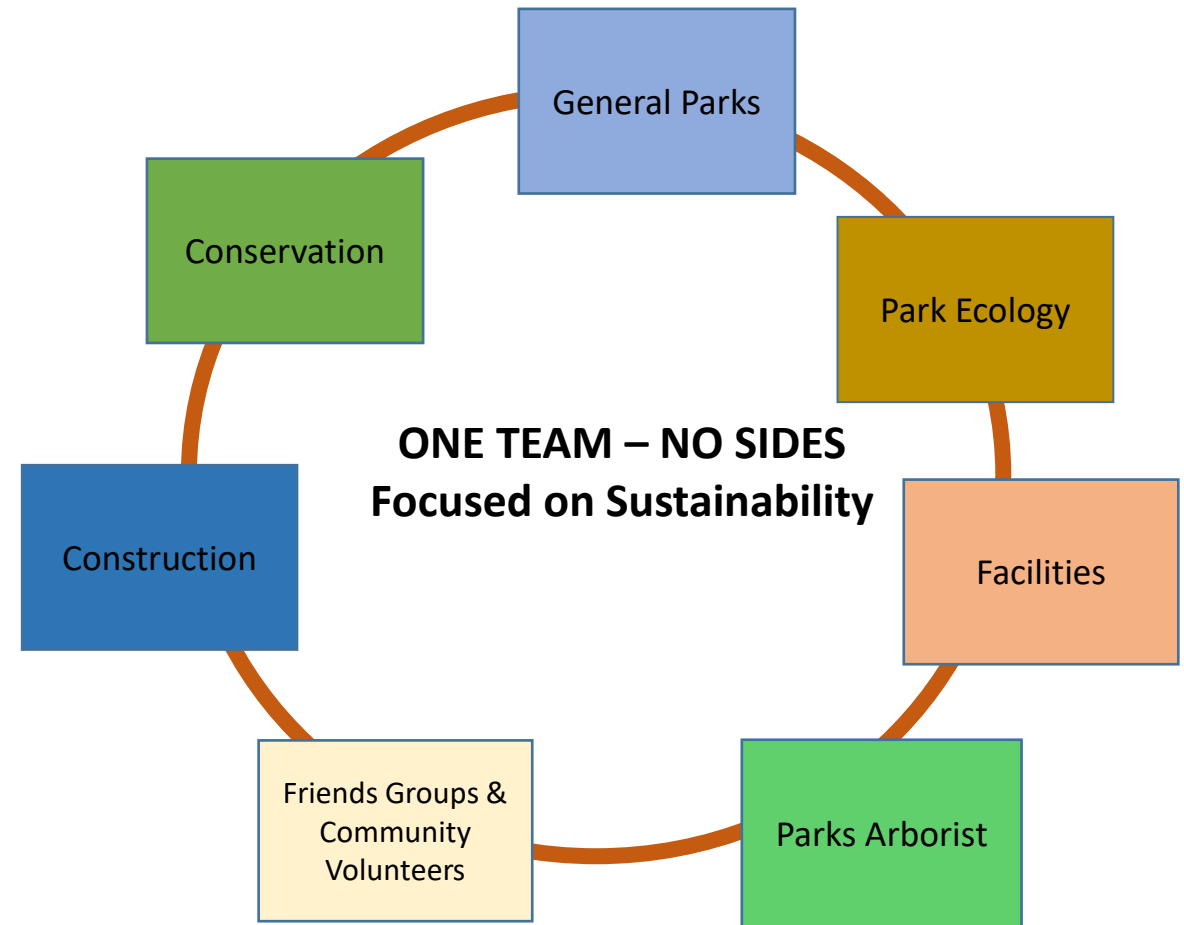 General Parks
Conservation
Park Ecology
ONE TEAM – NO SIDES
Focused on Sustainability
Construction
Facilities
Friends Groups &
Community
Volunteers
Parks Arborist